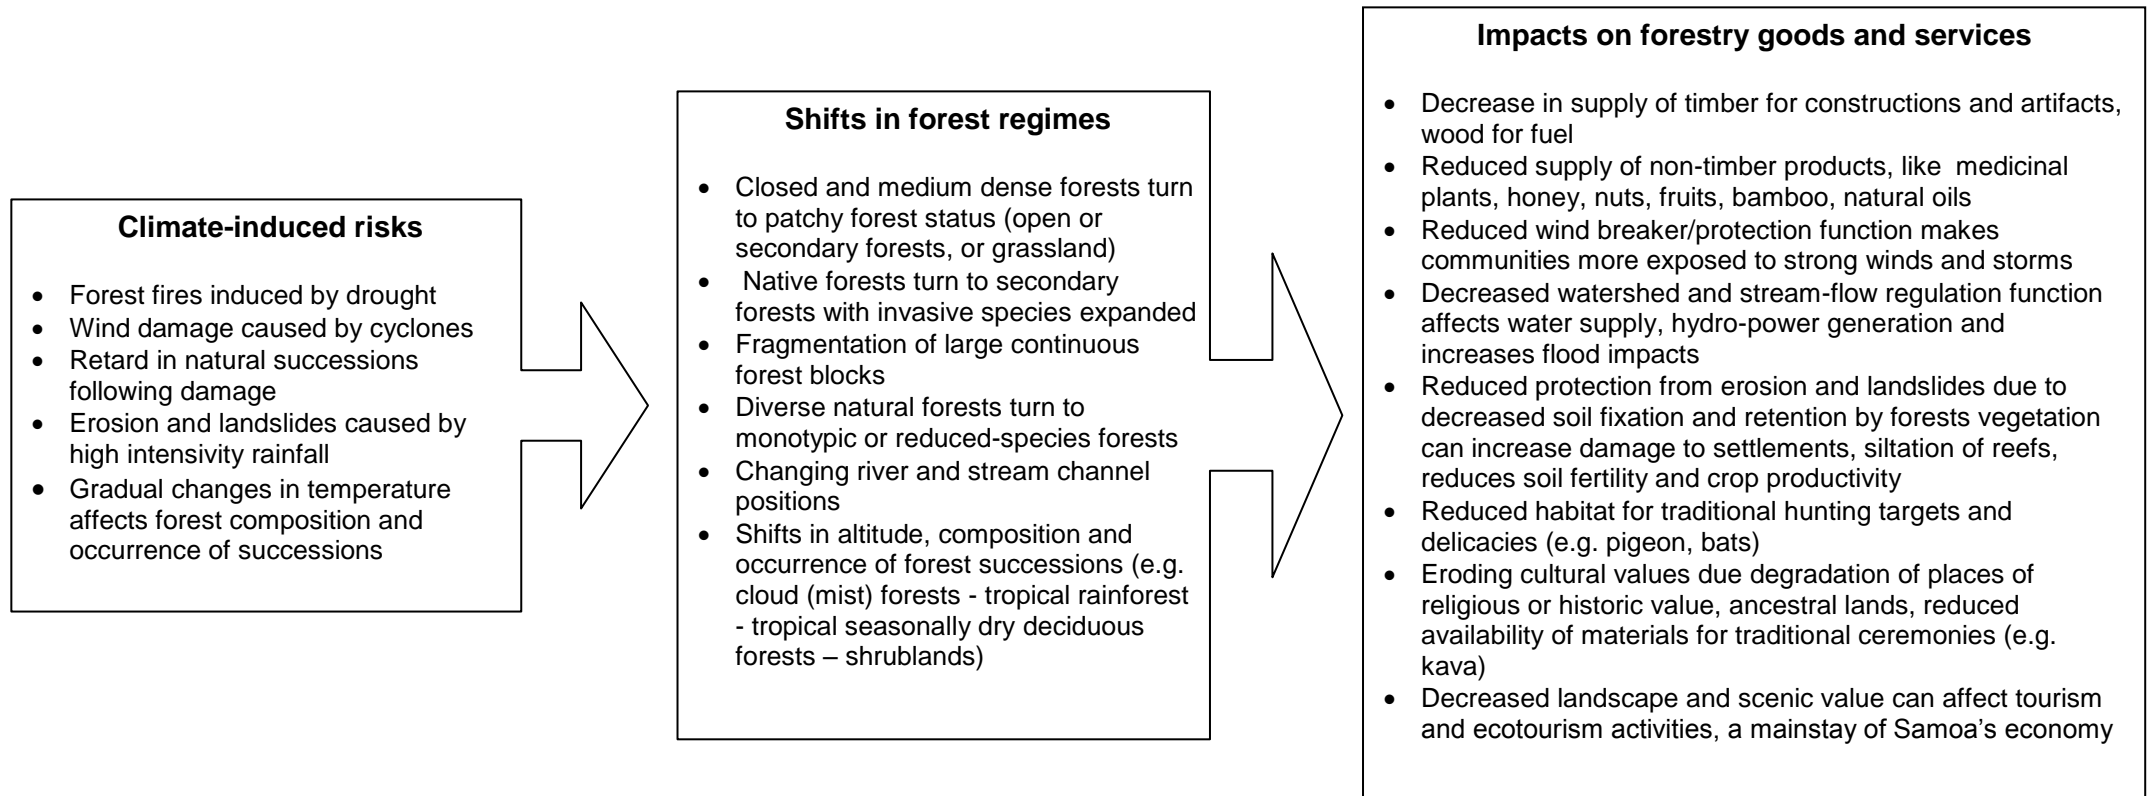 Climate-induced risks
• Forest fires induced by drought
• Wind damage caused by cyclones
• Retard in natural successions
following damage
• Erosion and landslides caused by
high intensivity rainfall
• Gradual changes in temperature
affects forest composition and
occurrence of successions
Shifts in forest regimes
• Closed and medium dense forests turn
to patchy forest status (open or
secondary forests, or grassland)
• Native forests turn to secondary
forests with invasive species expanded
• Fragmentation of large continuous
forest blocks
• Diverse natural forests turn to
monotypic or reduced-species forests
• Changing river and stream channel
positions
• Shifts in altitude, composition and
occurrence of forest successions (e.g.
cloud (mist) forests - tropical rainforest
- tropical seasonally dry deciduous
forests – shrublands)
Impacts on forestry goods and services
• Decrease in supply of timber for constructions and artifacts,
wood for fuel
• Reduced supply of non-timber products, like medicinal
plants, honey, nuts, fruits, bamboo, natural oils
• Reduced wind breaker/protection function makes
communities more exposed to strong winds and storms
• Decreased watershed and stream-flow regulation function
affects water supply, hydro-power generation and
increases flood impacts
• Reduced protection from erosion and landslides due to
decreased soil fixation and retention by forests vegetation
can increase damage to settlements, siltation of reefs,
reduces soil fertility and crop productivity
• Reduced habitat for traditional hunting targets and
delicacies (e.g. pigeon, bats)
• Eroding cultural values due degradation of places of
religious or historic value, ancestral lands, reduced
availability of materials for traditional ceremonies (e.g.
kava)
• Decreased landscape and scenic value can affect tourism
and ecotourism activities, a mainstay of Samoa’s economy